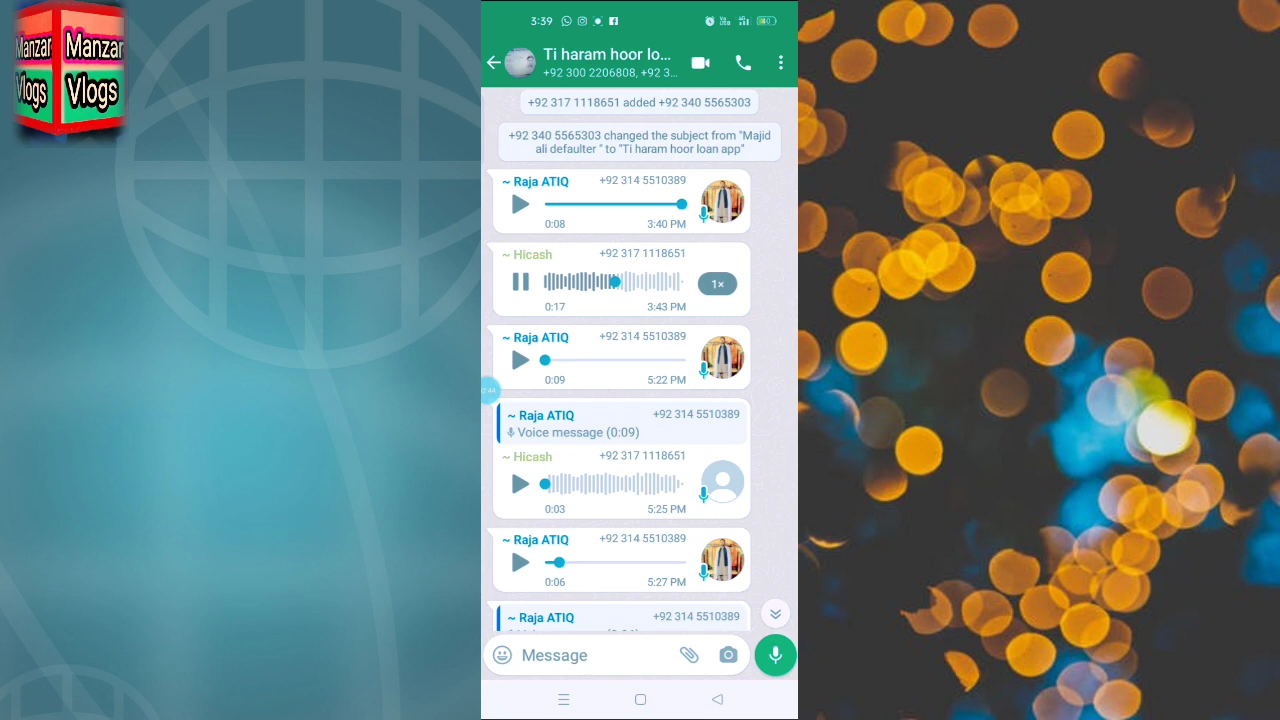 Manzar Manzar
Vlogs Vlogs
3:39
Ti haram hoor lo...
+92 300 2206808, +92 3...
+92 317 1118651 added +92 340 5565303
+92 340 5565303 changed the subject from "Majid
ali defaulter " to "Ti haram hoor loan app"
~ Raja ATIQ +92 314 5510389
0:08 3:40 PM
~ Hicash +92 317 1118651
1×
0:17 3:43 PM
~ Raja ATIQ +92 314 5510389
0:09 5:22 PM
~ Raja ATIQ +92 314 5510389
Voice message (0:09)
~ Hicash +92 317 1118651
0:03 5:25 PM
~ Raja ATIQ +92 314 5510389
0:06 5:27 PM
~ Raja ATIQ +92 314 5510389
Message